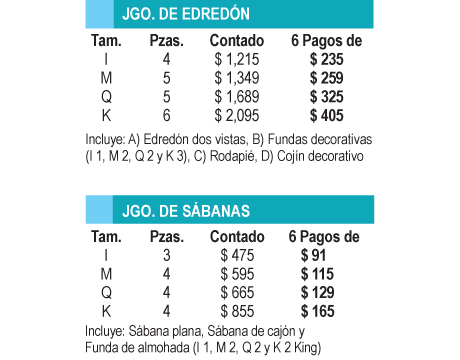 JGO. DE EDREDÓN
Tam. Pzas. Contado 6 Pagos de
I 4 $ 1,215 $ 235
M 5 $ 1,349 $ 259
Q 5 $ 1,689 $ 325
K 6 $ 2,095 $ 405
Incluye: A) Edredón dos vistas, B) Fundas decorativas
(I 1, M 2, Q 2 y K 3), C) Rodapié, D) Cojín decorativo
JGO. DE SÁBANAS
Tam. Pzas. Contado 6 Pagos de
I 3 $ 475 $ 91
M 4 $ 595 $ 115
Q 4 $ 665 $ 129
K 4 $ 855 $ 165
Incluye: Sábana plana, Sábana de cajón y
Funda de almohada (I 1, M 2, Q 2 y K 2 King)